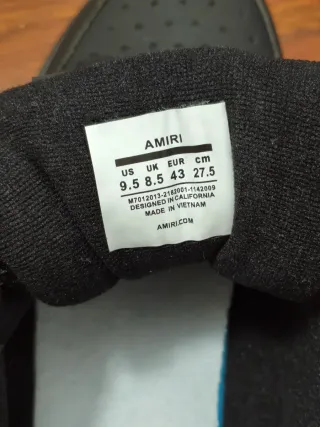 AMIRI
US UK EUR cm
9.5 8.5 43 27.5
M7012013-2182001-1142009
DESIGNED IN CALIFORNIA
MADE IN VIETNAM
AMIRI.COM